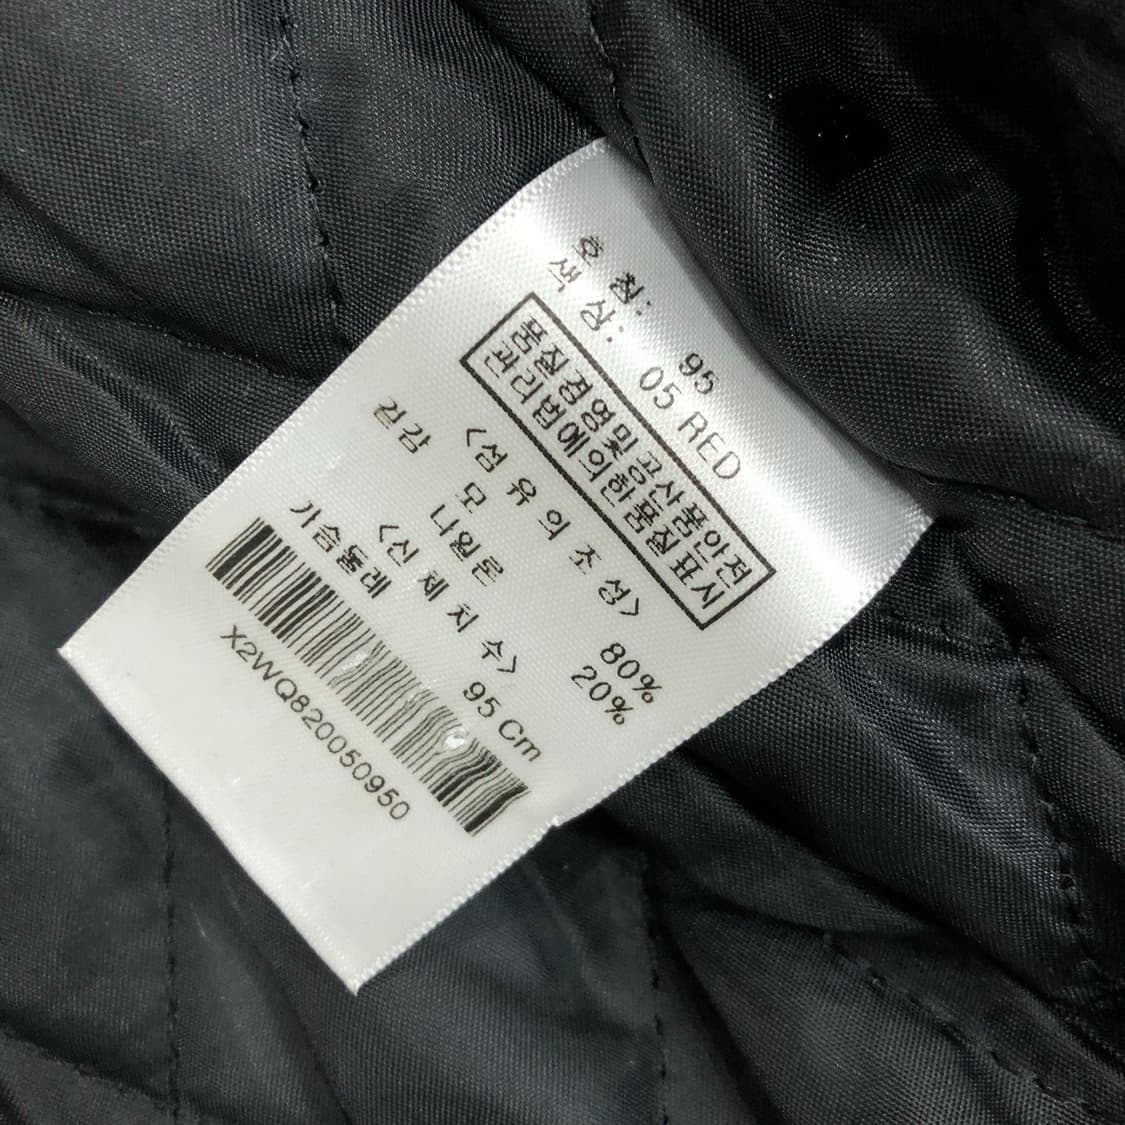 호 칭: 95
색 상: 05 RED
품질경영및공산품안전
관리법에의한품질표시
<섬 유 의 조 성>
겉감 모 80%
나일론 20%
<신 체 치 수>
가슴둘레 95 Cm
X2WQ820050950